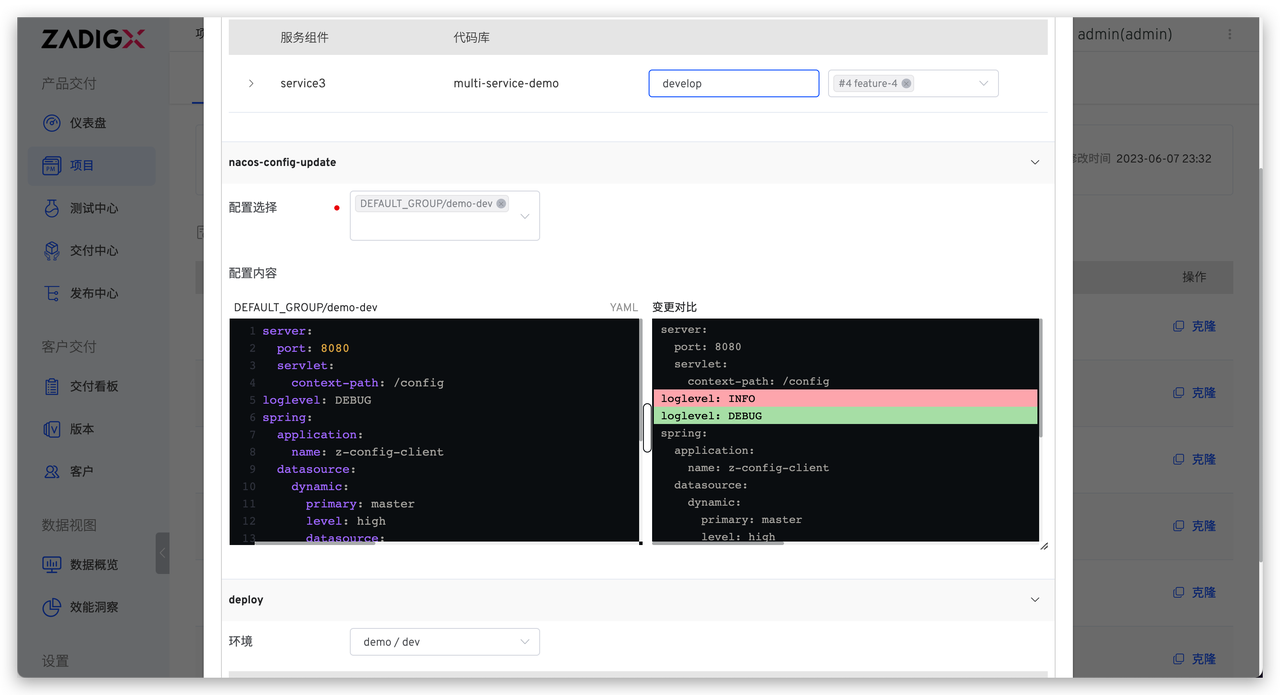 ZADIGX
项
admin(admin)
产品交付
仪表盘
项目
测试中心
交付中心
发布中心
客户交付
交付看板
版本
客户
数据视图
数据概览
效能洞察
设置
服务组件 代码库
service3 multi-service-demo develop #4 feature-4
nacos-config-update
配置选择 DEFAULT_GROUP/demo-dev
配置内容
DEFAULT_GROUP/demo-dev YAML 变更对比
1 server:
2 port: 8080
3 servlet:
4 context-path: /config
5 loglevel: DEBUG
6 spring:
7 application:
8 name: z-config-client
9 datasource:
10 dynamic:
11 primary: master
12 level: high
13 datasource:
server:
port: 8080
servlet:
context-path: /config
loglevel: INFO
loglevel: DEBUG
spring:
application:
name: z-config-client
datasource:
dynamic:
primary: master
level: high
deploy
环境 demo / dev
修改时间 2023-06-07 23:32
操作
克隆
克隆
克隆
克隆
克隆
克隆